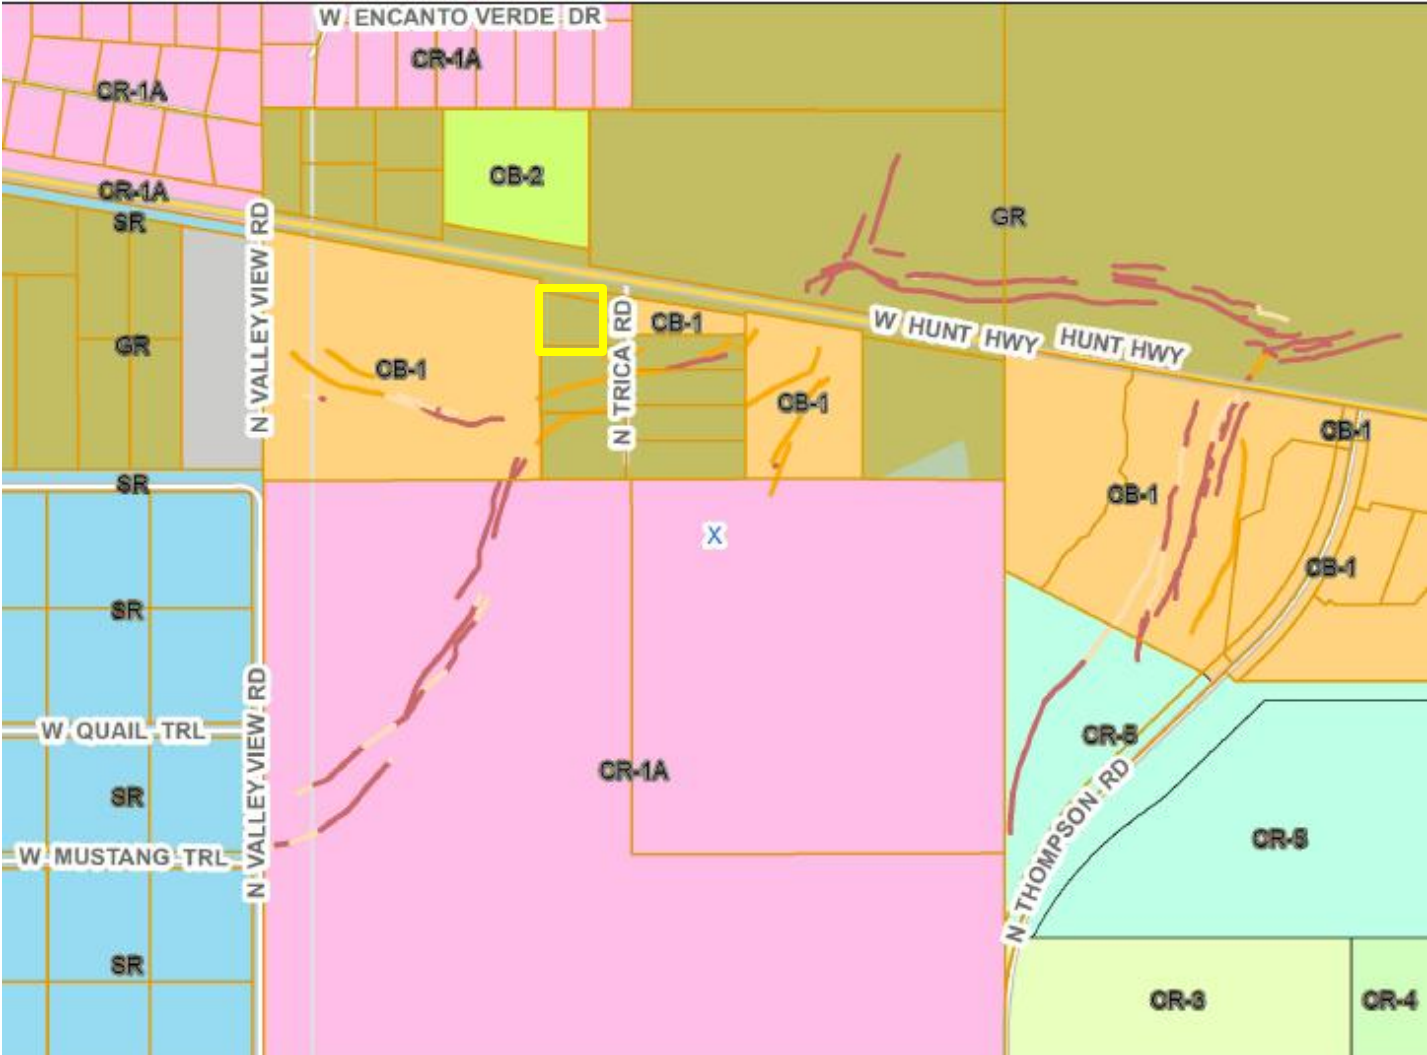 W ENCANTO VERDE DR
CR-1A
CR-1A
CB-2
CR-1A
SR
GR
N VALLEY VIEW RD
CB-1
N TRICA RD
W HUNT HWY
HUNT HWY
GR
CB-1
CB-1
CB-1
CB-1
SR
CB-1
X
CB-1
SR
N VALLEY VIEW RD
W QUAIL TRL
CR-5
CR-1A
SR
N THOMPSON RD
CR-5
W MUSTANG TRL
SR
CR-3
CR-4